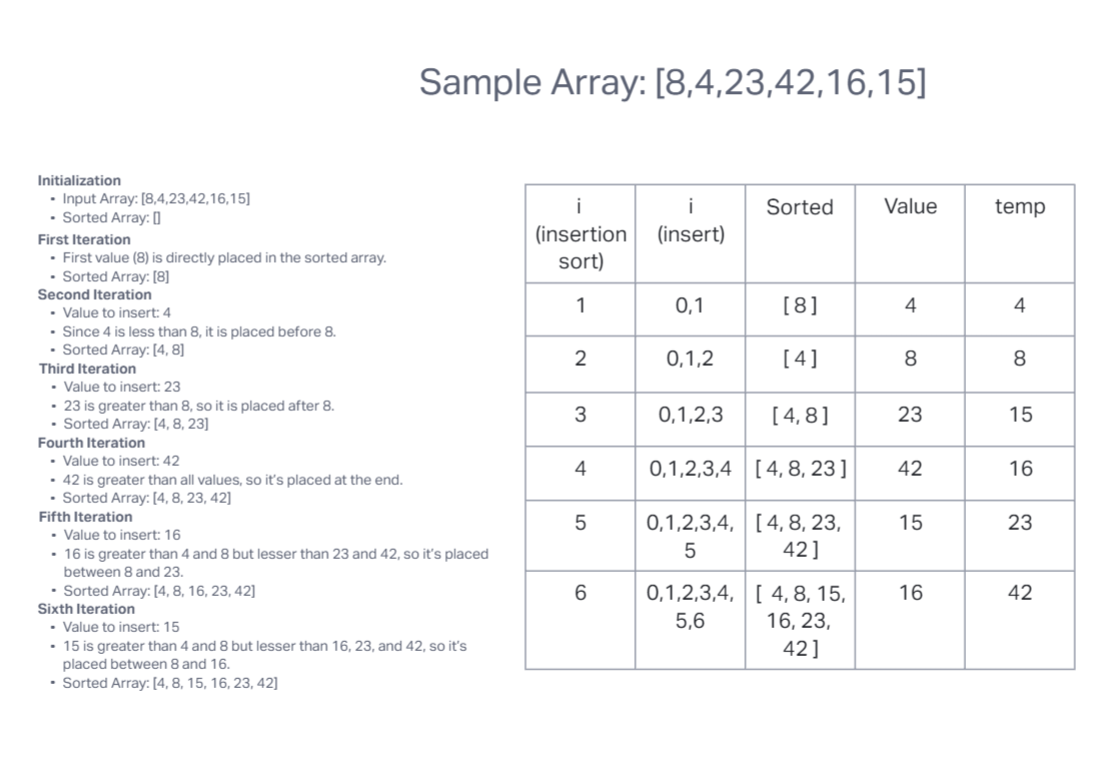 Sample Array: [8,4,23,42,16,15]
Initialization
• Input Array: [8,4,23,42,16,15]
• Sorted Array: []
First Iteration
• First value (8) is directly placed in the sorted array.
• Sorted Array: [8]
Second Iteration
• Value to insert: 4
• Since 4 is less than 8, it is placed before 8.
• Sorted Array: [4, 8]
Third Iteration
• Value to insert: 23
• 23 is greater than 8, so it is placed after 8.
• Sorted Array: [4, 8, 23]
Fourth Iteration
• Value to insert: 42
• 42 is greater than all values, so it's placed at the end.
• Sorted Array: [4, 8, 23, 42]
Fifth Iteration
• Value to insert: 16
• 16 is greater than 4 and 8 but lesser than 23 and 42, so it's placed
between 8 and 23.
• Sorted Array: [4, 8, 16, 23, 42]
Sixth Iteration
• Value to insert: 15
• 15 is greater than 4 and 8 but lesser than 16, 23, and 42, so it's
placed between 8 and 16.
• Sorted Array: [4, 8, 15, 16, 23, 42]
i i Sorted Value temp
(insertion (insert)
sort)
1 0,1 [ 8 ] 4 4
2 0,1,2 [ 4 ] 8 8
3 0,1,2,3 [ 4, 8 ] 23 15
4 0,1,2,3,4 [ 4, 8, 23 ] 42 16
5 0,1,2,3,4, [ 4, 8, 23, 15 23
5 42 ]
6 0,1,2,3,4, [ 4, 8, 15, 16 42
5,6 16, 23,
42 ]